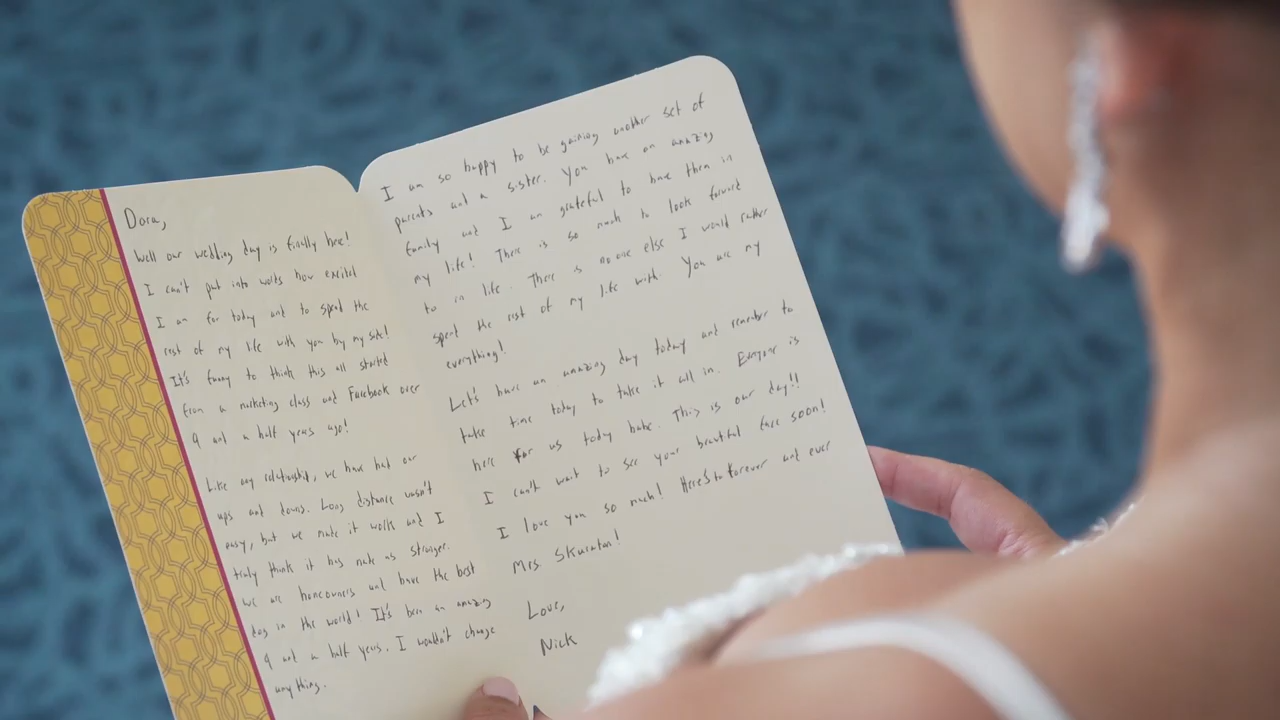 Dora,
Well our wedding day is finally here!
I can't put into words how excited
I am for today and to spend the
rest of my life with you by my side!
It's funny to think this all started
from a marketing class and Facebook over
9 and a half years ago!
Like any relationship, we have had our
ups and downs. Long distance wasn't
easy, but we made it work and I
truly think it has made us stronger.
We are homeowners and have the best
dog in the world! It's been an amazing
9 and a half years. I wouldn't change
anything.
I am so happy to be gaining another set of
parents and a sister. You have an amazing
family and I am grateful to have them in
my life! There is so much to look forward
to in life. There is no one else I would rather
spend the rest of my life with. You are my
everything!
Let's have an amazing day today and remember to
take time today to take it all in. Everyone is
here for us today babe. This is our day!!
I can't wait to see your beautiful face soon!
I love you so much! Here's to forever and ever
Mrs.
Love,
Nick